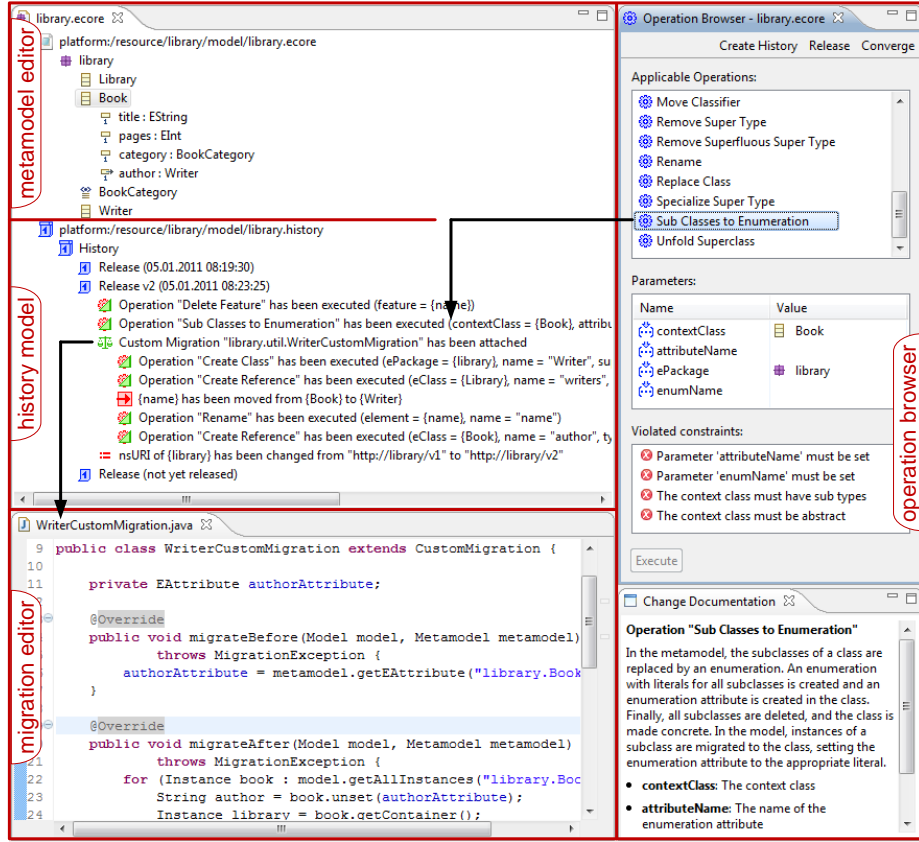 library.ecore
platform:/resource/library/model/library.ecore
library
Library
Book
title : EString
pages : EInt
category : BookCategory
author : Writer
BookCategory
Writer
metamodel editor
platform:/resource/library/model/library.history
History
Release (05.01.2011 08:19:30)
Release v2 (05.01.2011 08:23:25)
Operation "Delete Feature" has been executed (feature = {name})
Operation "Sub Classes to Enumeration" has been executed (contextClass = {Book}, attribu
Custom Migration "library.util.WriterCustomMigration" has been attached
Operation "Create Class" has been executed (ePackage = {library}, name = "Writer", su
Operation "Create Reference" has been executed (eClass = {Library}, name = "writers",
{name} has been moved from {Book} to {Writer}
Operation "Rename" has been executed (element = {name}, name = "name")
Operation "Create Reference" has been executed (eClass = {Book}, name = "author", ty
nsURI of {library} has been changed from "http://library/v1" to "http://library/v2"
Release (not yet released)
history model
WriterCustomMigration.java
9 public class WriterCustomMigration extends CustomMigration {
10
11 private EAttribute authorAttribute;
@Override
public void migrateBefore(Model model, Metamodel metamodel)
throws MigrationException {
authorAttribute = metamodel.getEAttribute("library.Book
}
@Override
public void migrateAfter(Model model, Metamodel metamodel)
21 throws MigrationException {
22 for (Instance book : model.getAllInstances("library.Boo
23 String author = book.unset(authorAttribute);
24 Instance library = book.getContainer();
migration editor
Operation Browser - library.ecore
Create History Release Converge
Applicable Operations:
Move Classifier
Remove Super Type
Remove Superfluous Super Type
Rename
Replace Class
Specialize Super Type
Sub Classes to Enumeration
Unfold Superclass
Parameters:
Name Value
contextClass Book
attributeName
ePackage library
enumName
Violated constraints:
Parameter 'attributeName' must be set
Parameter 'enumName' must be set
The context class must have sub types
The context class must be abstract
Execute
operation browser
Change Documentation
Operation "Sub Classes to Enumeration"
In the metamodel, the subclasses of a class are
replaced by an enumeration. An enumeration
with literals for all subclasses is created and an
enumeration attribute is created in the class.
Finally, all subclasses are deleted, and the class is
made concrete. In the model, instances of a
subclass are migrated to the class, setting the
enumeration attribute to the appropriate literal.
• contextClass: The context class
• attributeName: The name of the
enumeration attribute